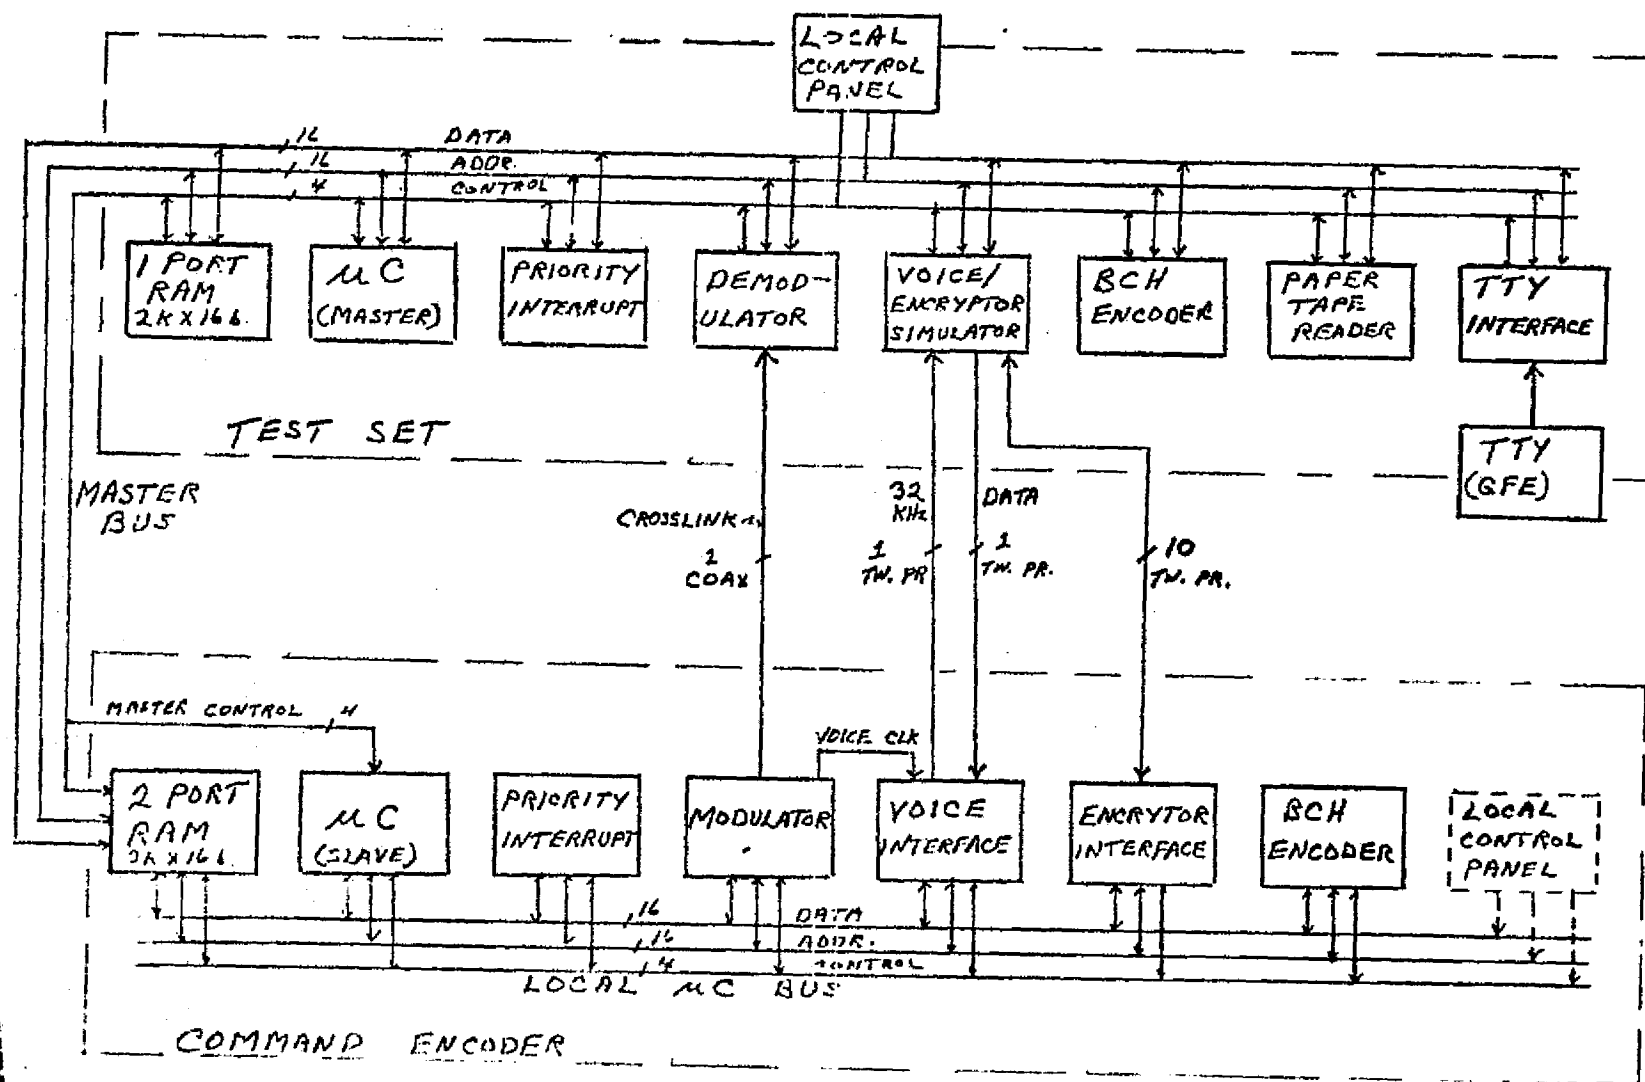 LOCAL
CONTROL
PANEL
16 DATA
16 ADDR.
4 CONTROL
1 PORT
RAM
2K X 16 b.
µC
(MASTER)
PRIORITY
INTERRUPT
DEMOD-
ULATOR
VOICE/
ENCRYPTOR
SIMULATOR
BCH
ENCODER
PAPER
TAPE
READER
TTY
INTERFACE
TEST SET
TTY
(GFE)
MASTER
BUS
CROSSLINK
1
COAX
32
KHz
1
TW. PR
DATA
1
TW. PR.
10
TW. PR.
MASTER CONTROL 4
VOICE CLK
2 PORT
RAM
2K X 16 b.
µC
(SLAVE)
PRIORITY
INTERRUPT
MODULATOR
VOICE
INTERFACE
ENCRYTOR
INTERFACE
BCH
ENCODER
LOCAL
CONTROL
PANEL
16 DATA
16 ADDR.
4 CONTROL
LOCAL µC BUS
COMMAND ENCODER